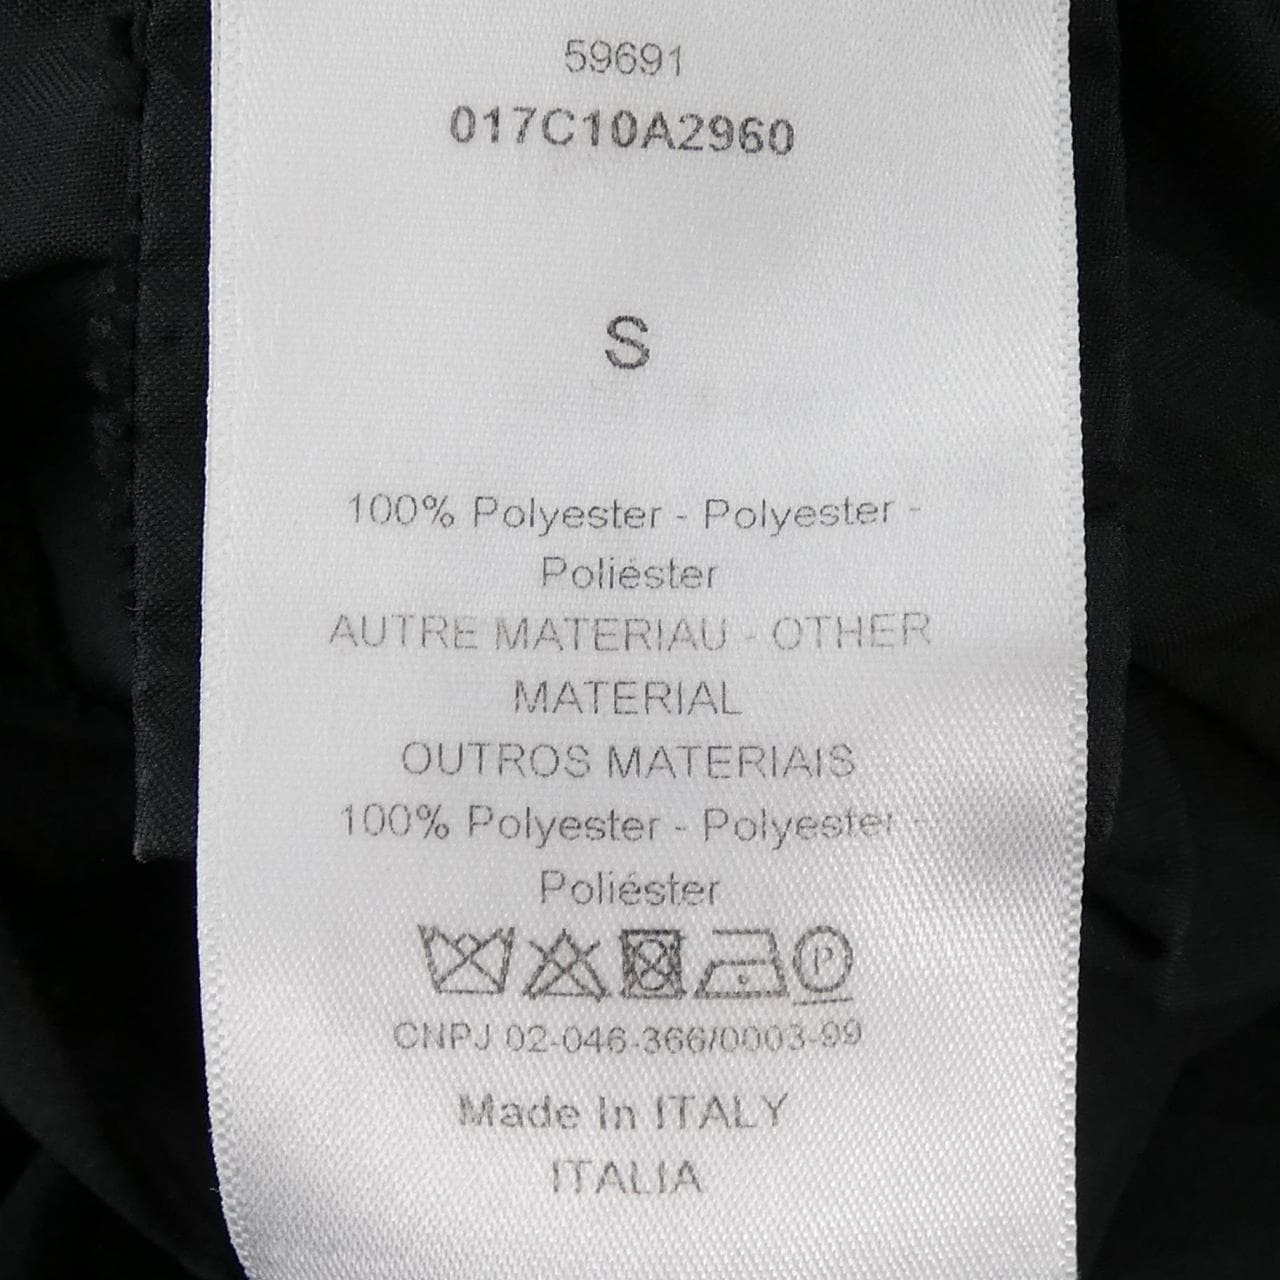 59691
017C10A2960
S
100% Polyester - Polyester -
Poliéster
AUTRE MATERIAU - OTHER
MATERIAL
OUTROS MATERIAIS
100% Polyester - Polyester -
Poliéster
P
CNPJ 02-046-366/0003-99
Made In ITALY
ITALIA